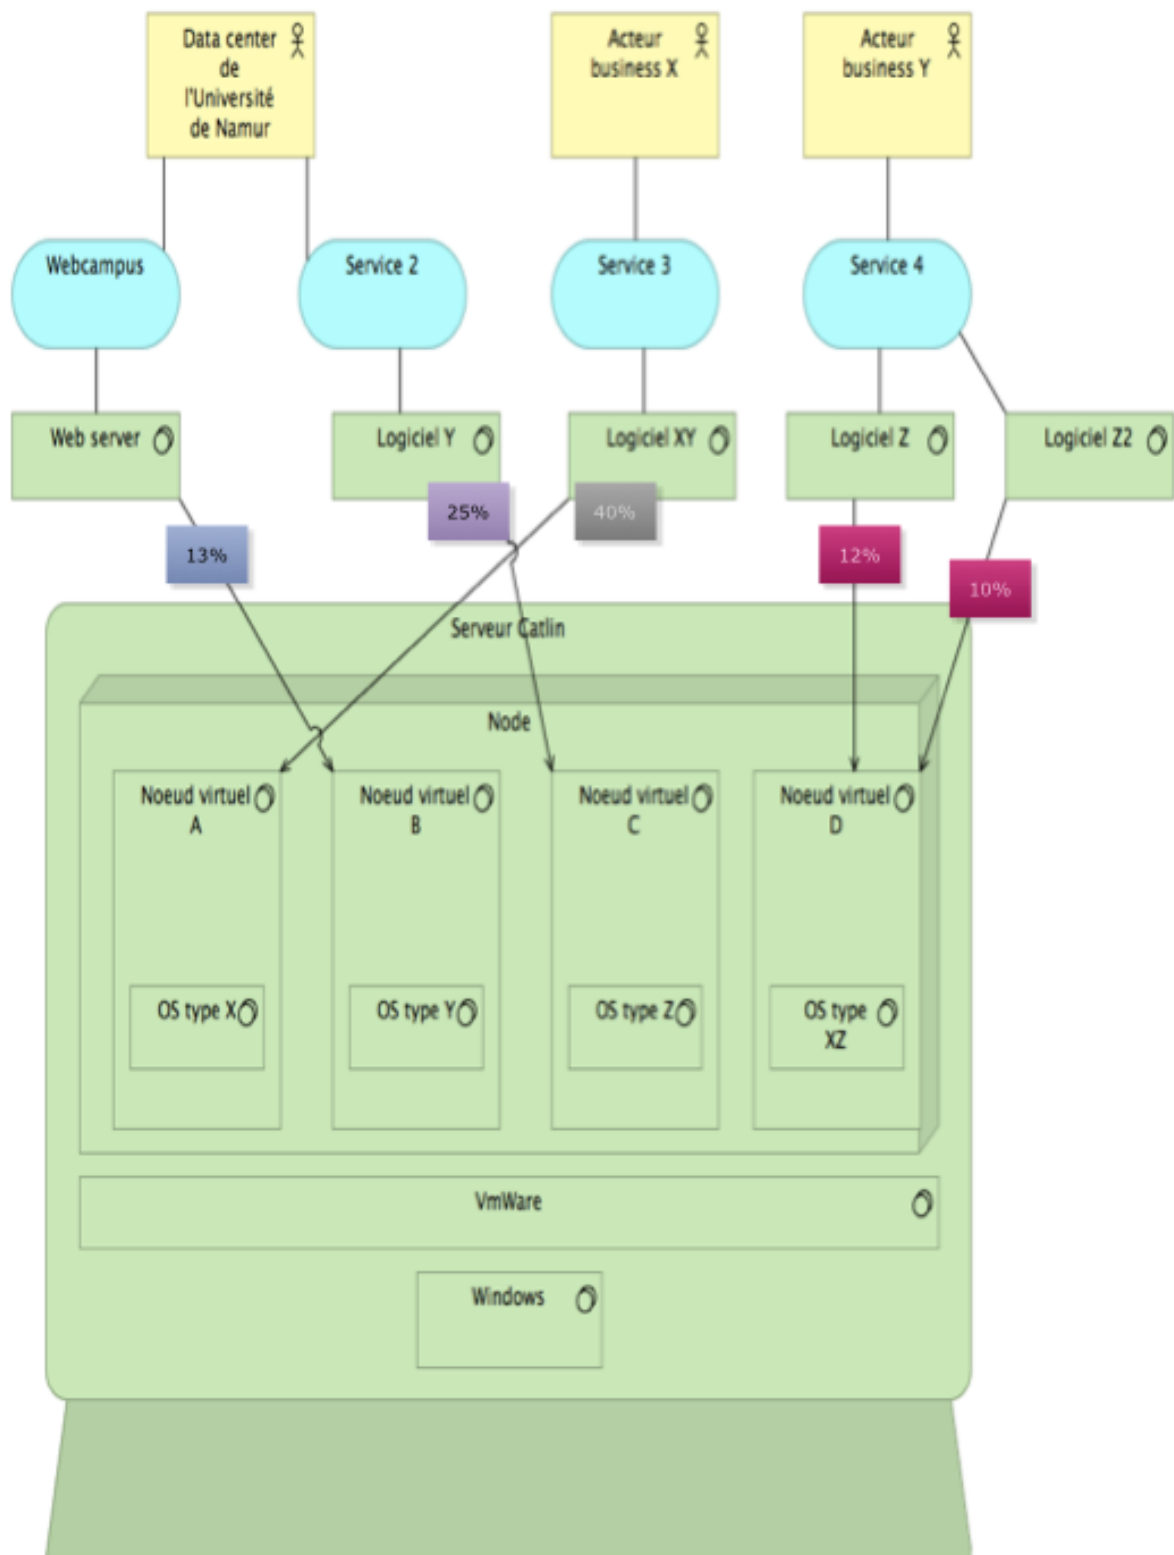 Data center
de
l'Université
de Namur
Acteur
business X
Acteur
business Y
Webcampus
Service 2
Service 3
Service 4
Web server
Logiciel Y
Logiciel XY
Logiciel Z
Logiciel Z2
25%
40%
13%
12%
10%
Serveur Catlin
Node
Noeud virtuel
A
Noeud virtuel
B
Noeud virtuel
C
Noeud virtuel
D
OS type X
OS type Y
OS type Z
OS type
XZ
VmWare
Windows